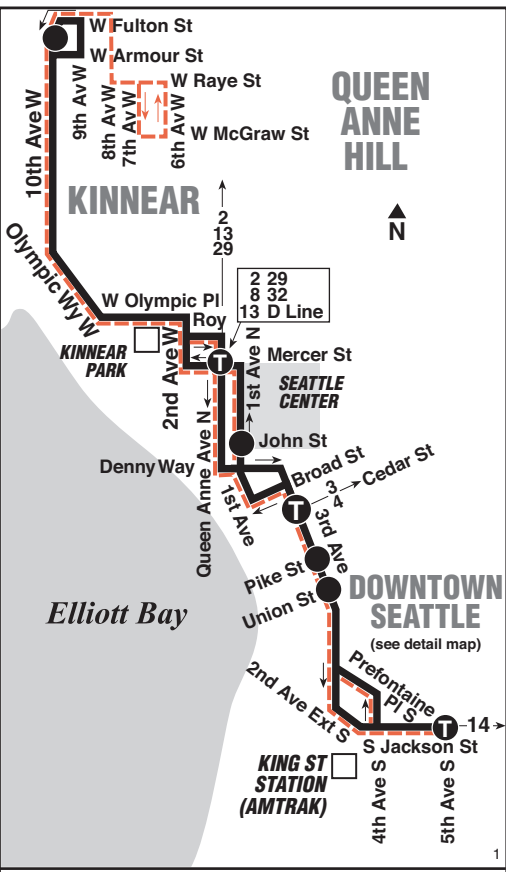 W Fulton St
W Armour St
W Raye St
W McGraw St
10th Ave W
9th Av W
8th Av W
7th Av W
6th Av W
QUEEN
ANNE
HILL
KINNEAR
N
2
13
29
2 29
8 32
13 D Line
Olympic Wy W
W Olympic Pl
Roy
KINNEAR
PARK
2nd Ave W
T
Mercer St
1st Ave N
SEATTLE
CENTER
John St
Queen Anne Ave N
Denny Way
Broad St
1st Ave
3
4
Cedar St
T
3rd Ave
Pike St
Union St
DOWNTOWN
SEATTLE
(see detail map)
Elliott Bay
Prefontaine
Pl S
2nd Ave Ext S
T
14
S Jackson St
KING ST
STATION
(AMTRAK)
4th Ave S
5th Ave S
1